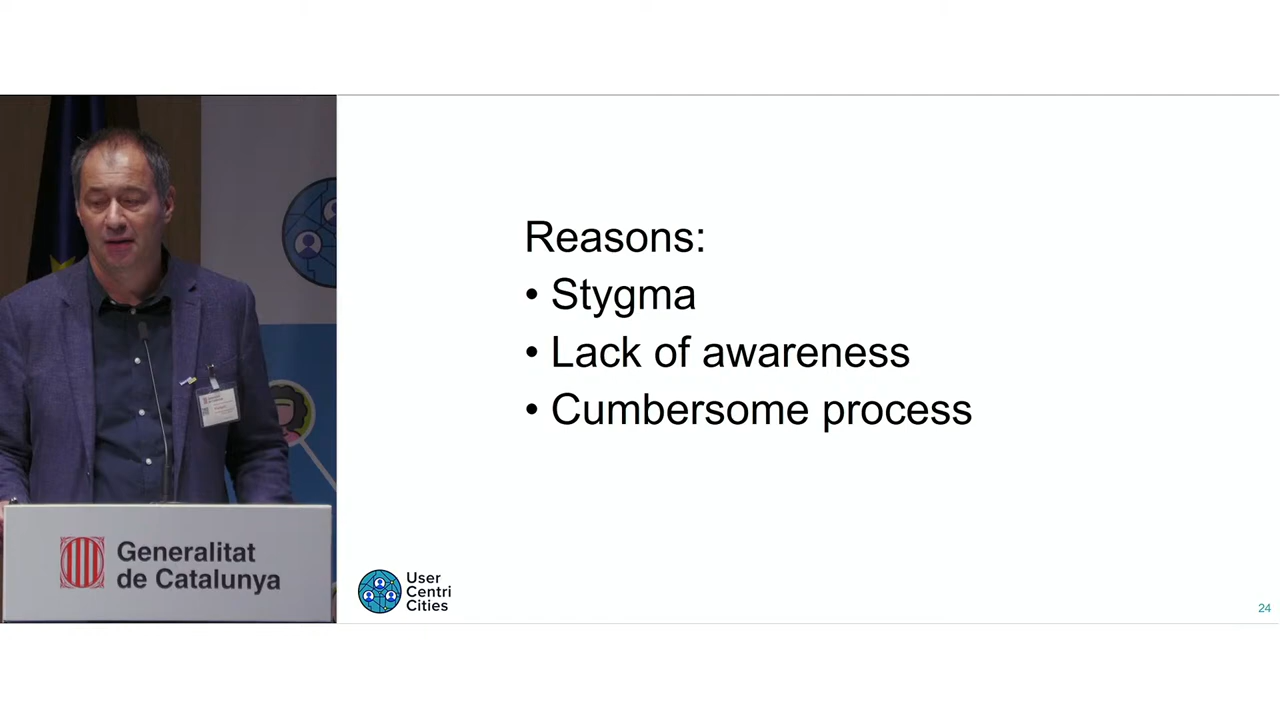 Reasons:
• Stygma
• Lack of awareness
• Cumbersome process
Generalitat
de Catalunya
User
Centri
Cities
24